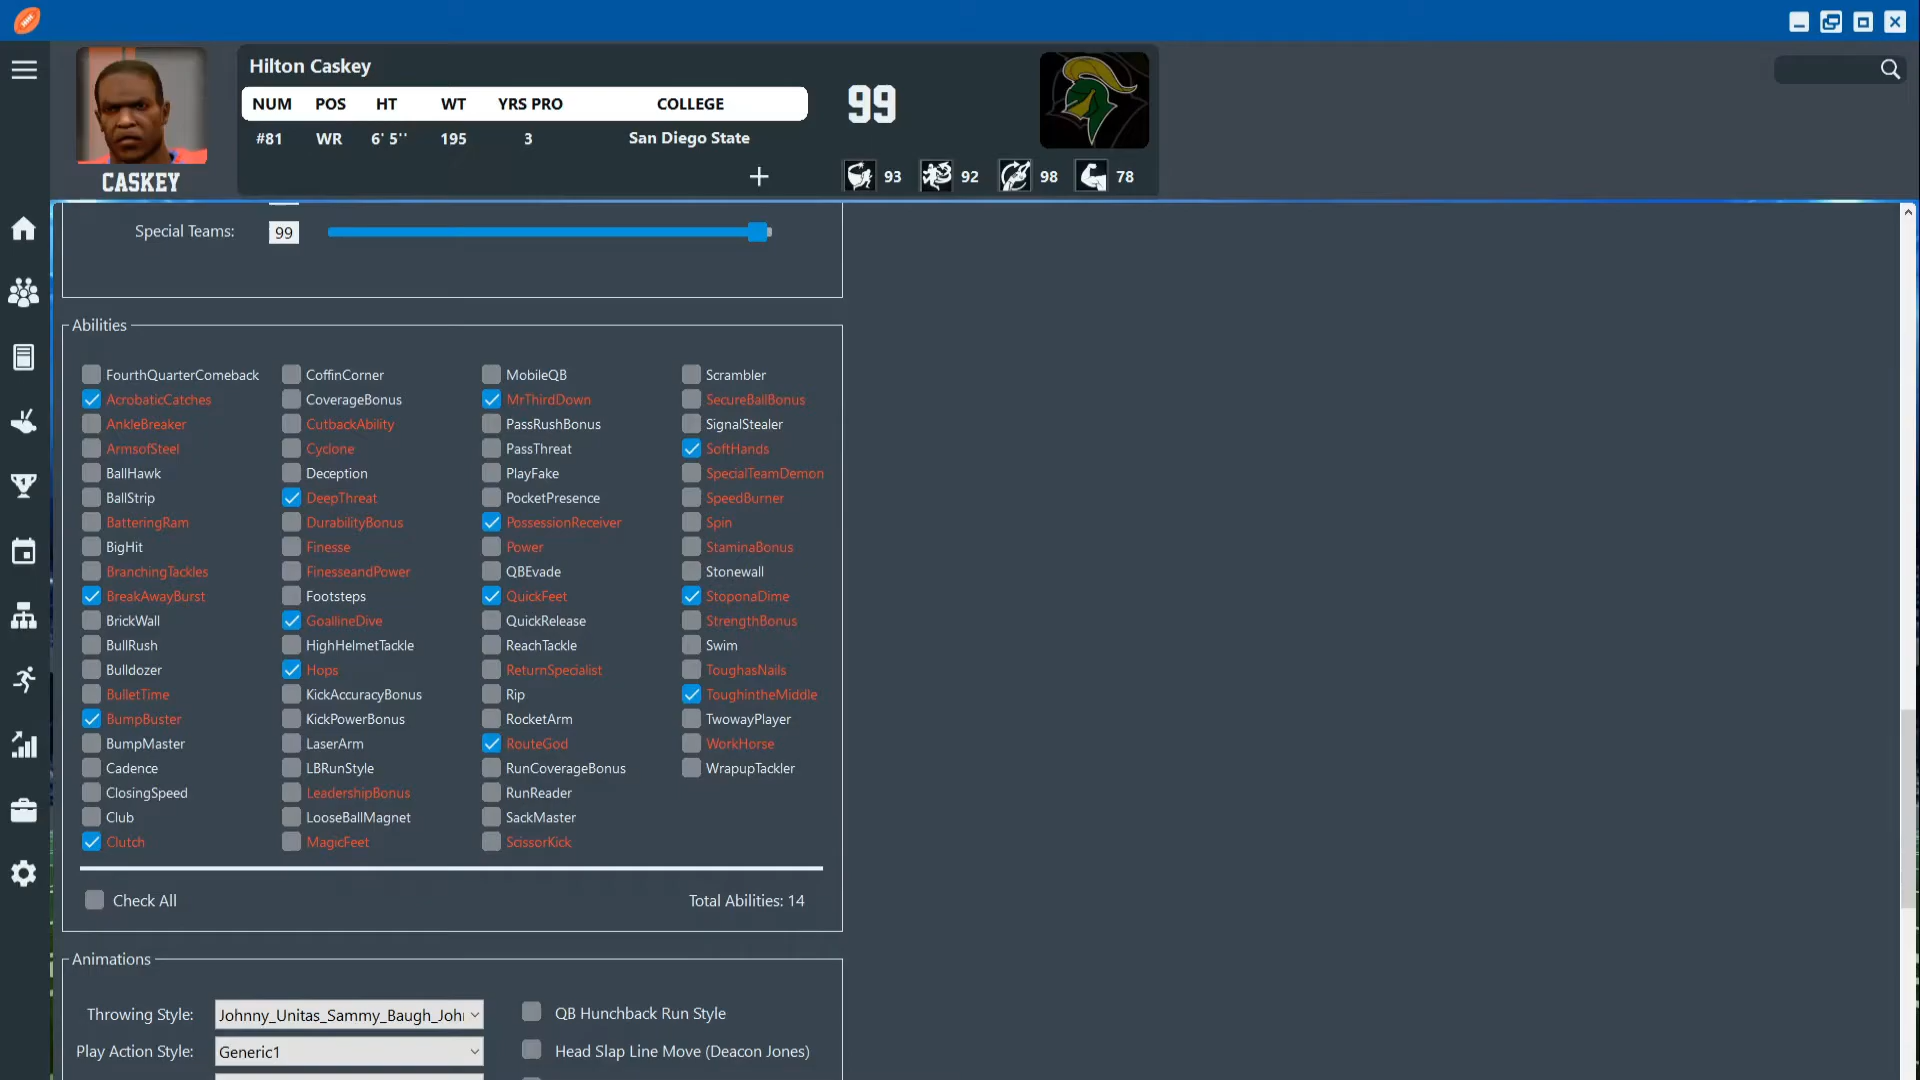 Hilton Caskey
NUM POS HT WT YRS PRO COLLEGE
#81 WR 6' 5'' 195 3 San Diego State
99
CASKEY
93 92 98 78
Special Teams: 99
Abilities
FourthQuarterComeback CoffinCorner MobileQB Scrambler
AcrobaticCatches CoverageBonus MrThirdDown SecureBallBonus
AnkleBreaker CutbackAbility PassRushBonus SignalStealer
ArmsofSteel Cyclone PassThreat SoftHands
BallHawk Deception PlayFake SpecialTeamDemon
BallStrip DeepThreat PocketPresence SpeedBurner
BatteringRam DurabilityBonus PossessionReceiver Spin
BigHit Finesse Power StaminaBonus
BranchingTackles FinesseandPower QBEvade Stonewall
BreakAwayBurst Footsteps QuickFeet StoponaDime
BrickWall GoallineDive QuickRelease StrengthBonus
BullRush HighHelmetTackle ReachTackle Swim
Bulldozer Hops ReturnSpecialist ToughasNails
BulletTime KickAccuracyBonus Rip ToughintheMiddle
BumpBuster KickPowerBonus RocketArm TwowayPlayer
BumpMaster LaserArm RouteGod WorkHorse
Cadence LBRunStyle RunCoverageBonus WrapupTackler
ClosingSpeed LeadershipBonus RunReader
Club LooseBallMagnet SackMaster
Clutch MagicFeet ScissorKick
Check All Total Abilities: 14
Animations
Throwing Style: Johnny_Unitas_Sammy_Baugh_Joh QB Hunchback Run Style
Play Action Style: Generic1 Head Slap Line Move (Deacon Jones)